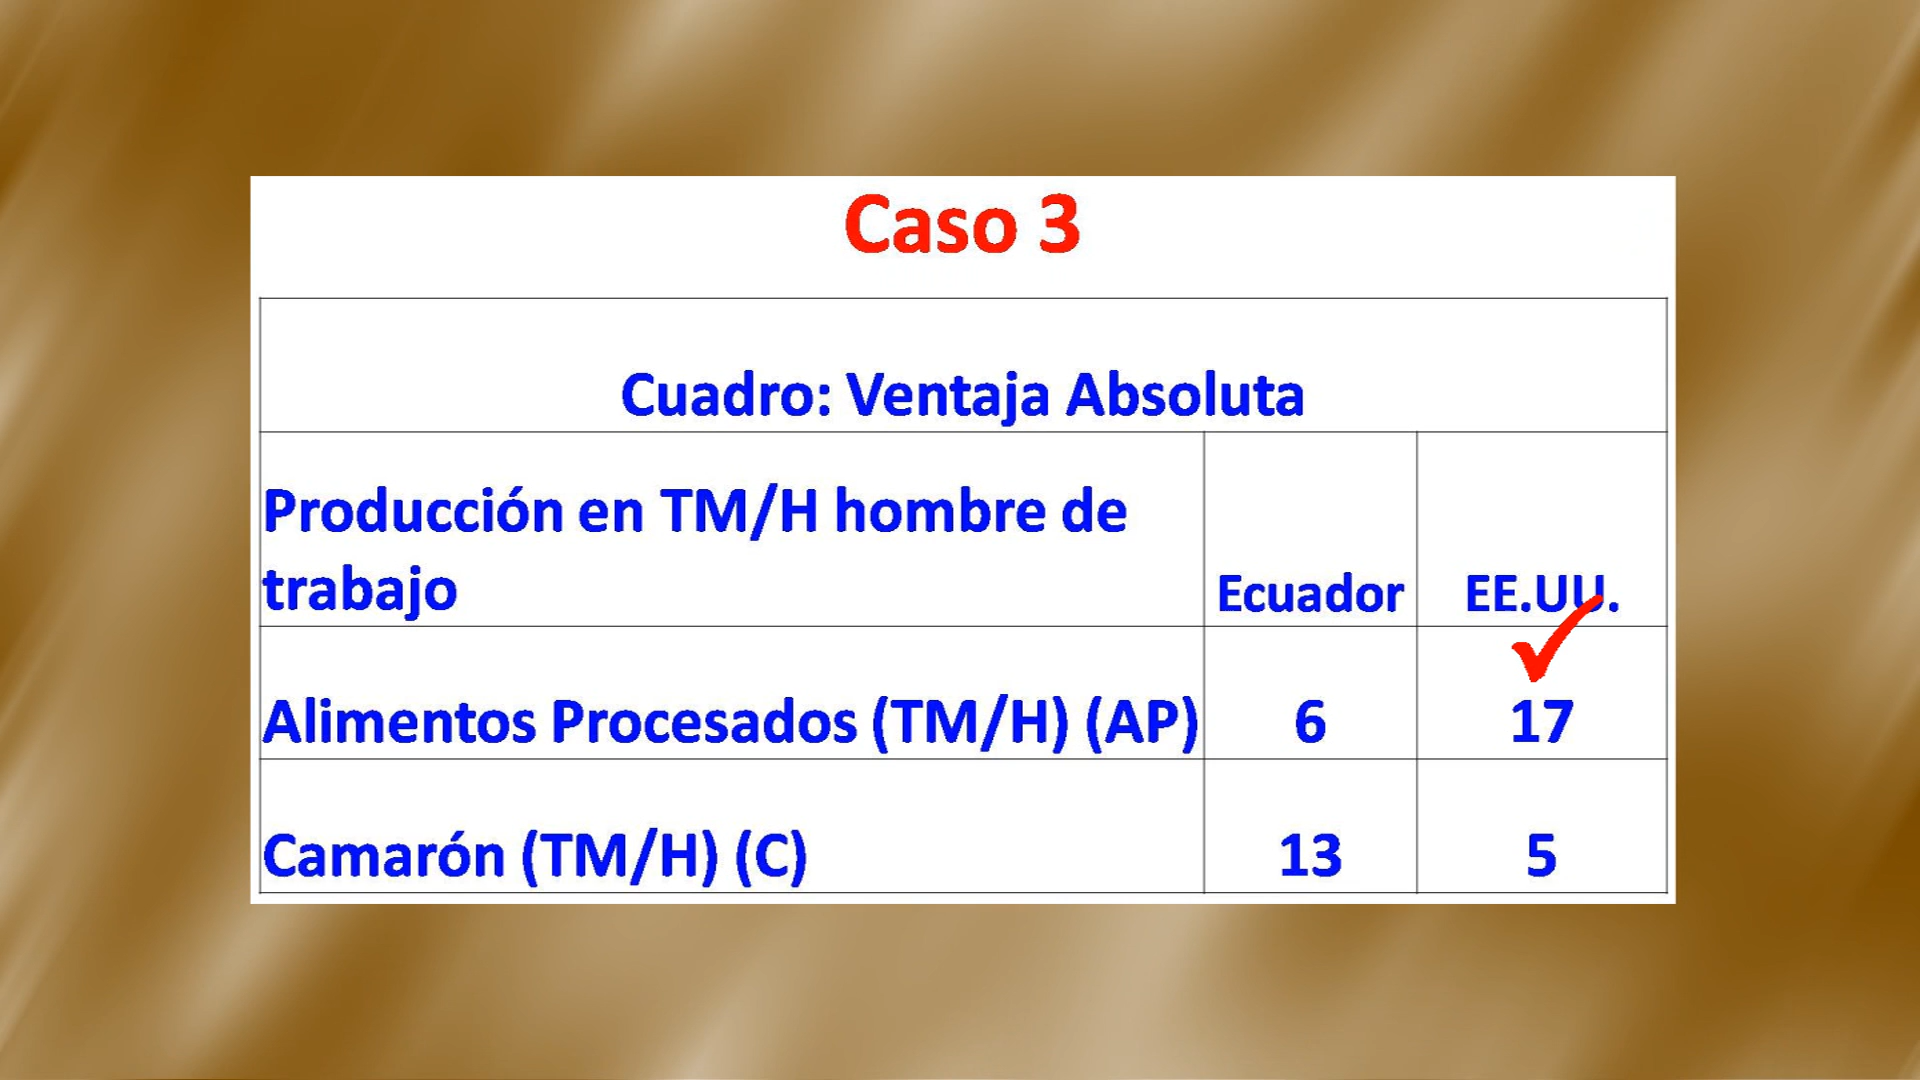 Caso 3
Cuadro: Ventaja Absoluta
Producción en TM/H hombre de
trabajo
Ecuador
EE.UU.
Alimentos Procesados (TM/H) (AP) 6 17
Camarón (TM/H) (C) 13 5